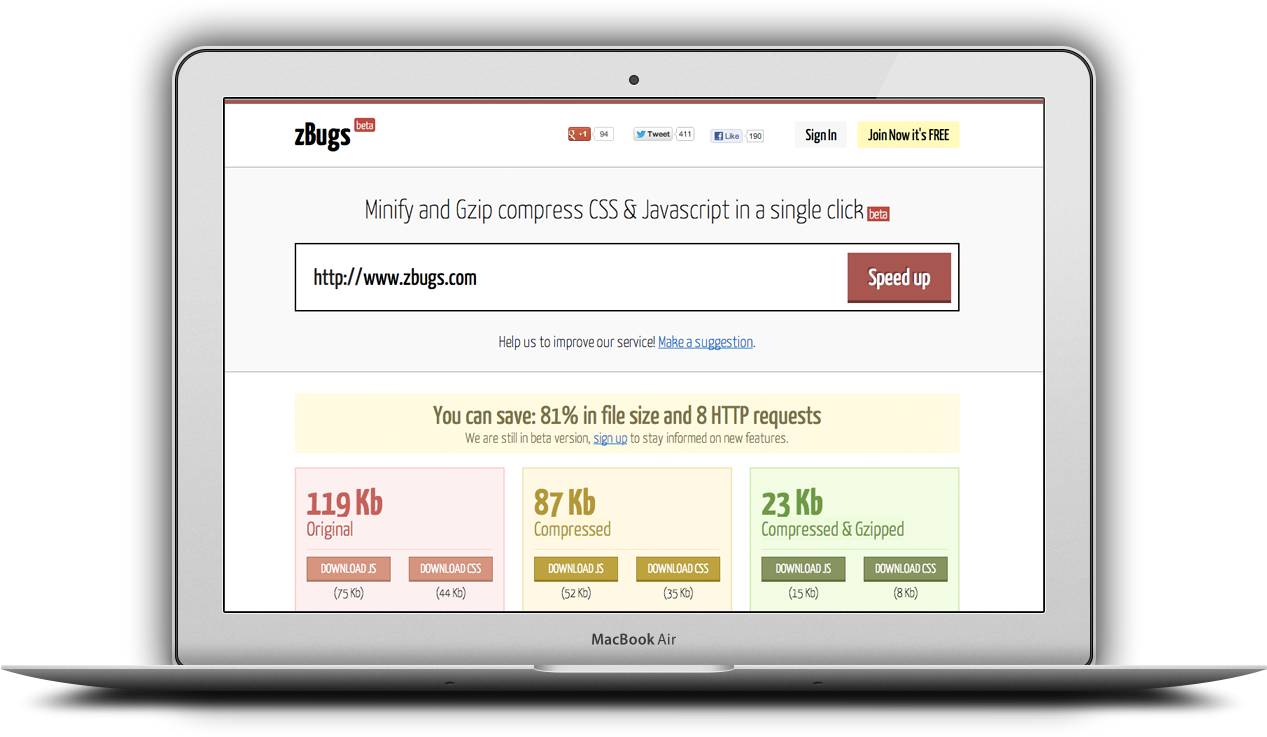 zBugs beta
+1 94 Tweet 411 Like 190 Sign In Join Now it's FREE
Minify and Gzip compress CSS & Javascript in a single click beta
http://www.zbugs.com Speed up
Help us to improve our service! Make a suggestion.
You can save: 81% in file size and 8 HTTP requests
We are still in beta version, sign up to stay informed on new features.
119 Kb 87 Kb 23 Kb
Original Compressed Compressed & Gzipped
DOWNLOAD JS DOWNLOAD CSS DOWNLOAD JS DOWNLOAD CSS DOWNLOAD JS DOWNLOAD CSS
(75 Kb) (44 Kb) (52 Kb) (35 Kb) (15 Kb) (8 Kb)
MacBook Air